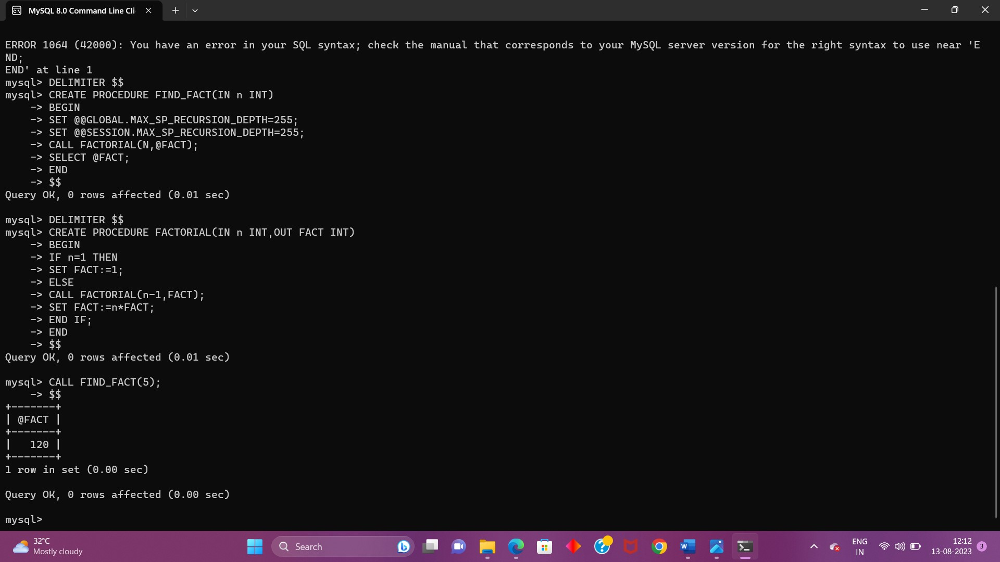 MySQL 8.0 Command Line Cli
ERROR 1064 (42000): You have an error in your SQL syntax; check the manual that corresponds to your MySQL server version for the right syntax to use near 'E
ND;
END' at line 1
mysql> DELIMITER $$
mysql> CREATE PROCEDURE FIND_FACT(IN n INT)
    -> BEGIN
    -> SET @@GLOBAL.MAX_SP_RECURSION_DEPTH=255;
    -> SET @@SESSION.MAX_SP_RECURSION_DEPTH=255;
    -> CALL FACTORIAL(N,@FACT);
    -> SELECT @FACT;
    -> END
    -> $$
Query OK, 0 rows affected (0.01 sec)
mysql> DELIMITER $$
mysql> CREATE PROCEDURE FACTORIAL(IN n INT,OUT FACT INT)
    -> BEGIN
    -> IF n=1 THEN
    -> SET FACT:=1;
    -> ELSE
    -> CALL FACTORIAL(n-1,FACT);
    -> SET FACT:=n*FACT;
    -> END IF;
    -> END
    -> $$
Query OK, 0 rows affected (0.01 sec)
mysql> CALL FIND_FACT(5);
    -> $$
+-------+
| @FACT |
+-------+
|   120 |
+-------+
1 row in set (0.00 sec)
Query OK, 0 rows affected (0.00 sec)
mysql>
32°C
Mostly cloudy
Search
W
ENG
IN
12:12
13-08-2023
3